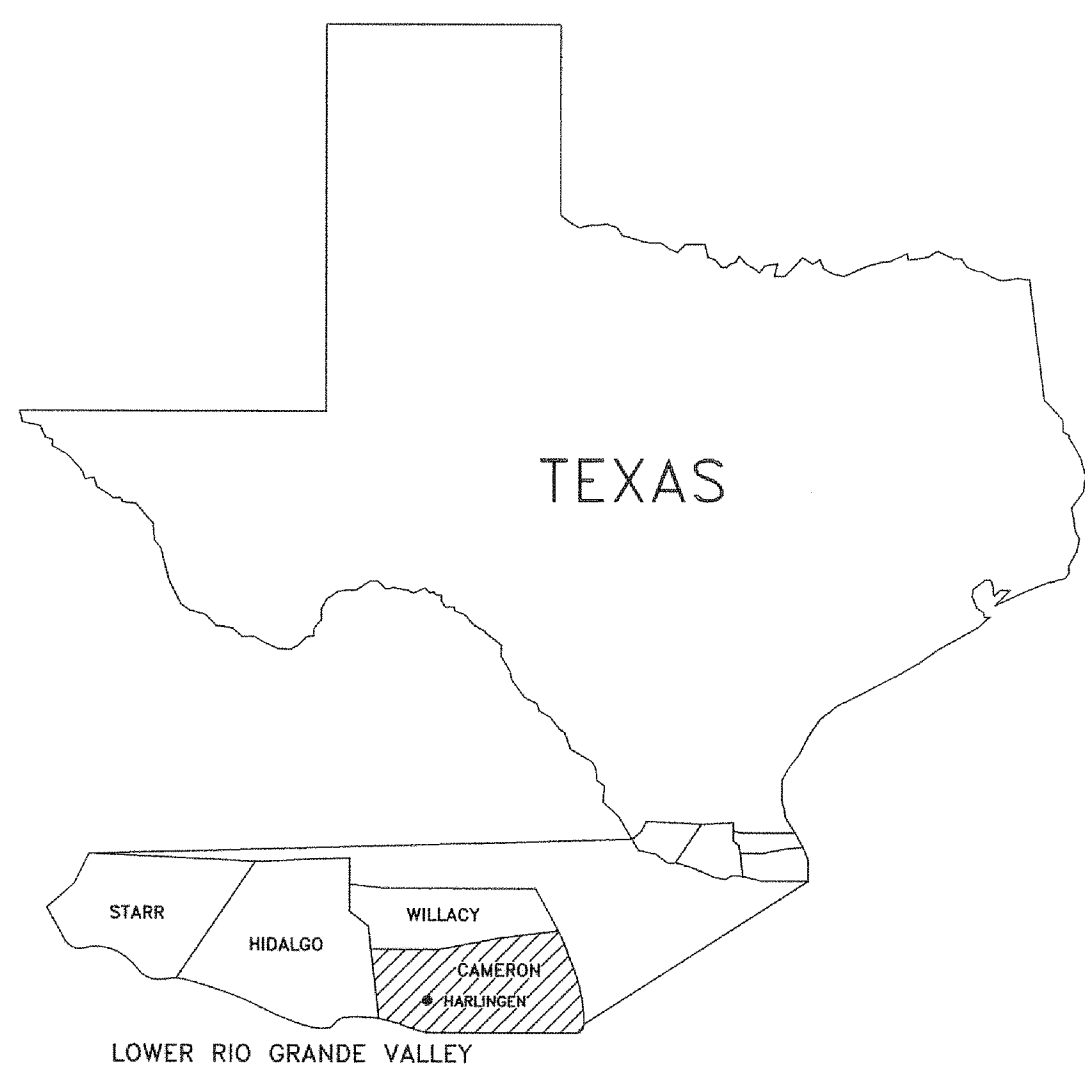 TEXAS
STARR
WILLACY
HIDALGO
CAMERON
HARLINGEN
LOWER RIO GRANDE VALLEY